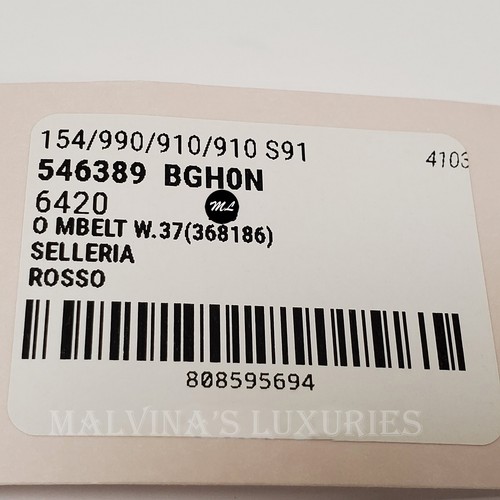 154/990/910/910 S91
4103
546389 BGH0N
6420
ML
O MBELT W.37(368186)
SELLERIA
ROSSO
808595694
MALVINA'S LUXURIES